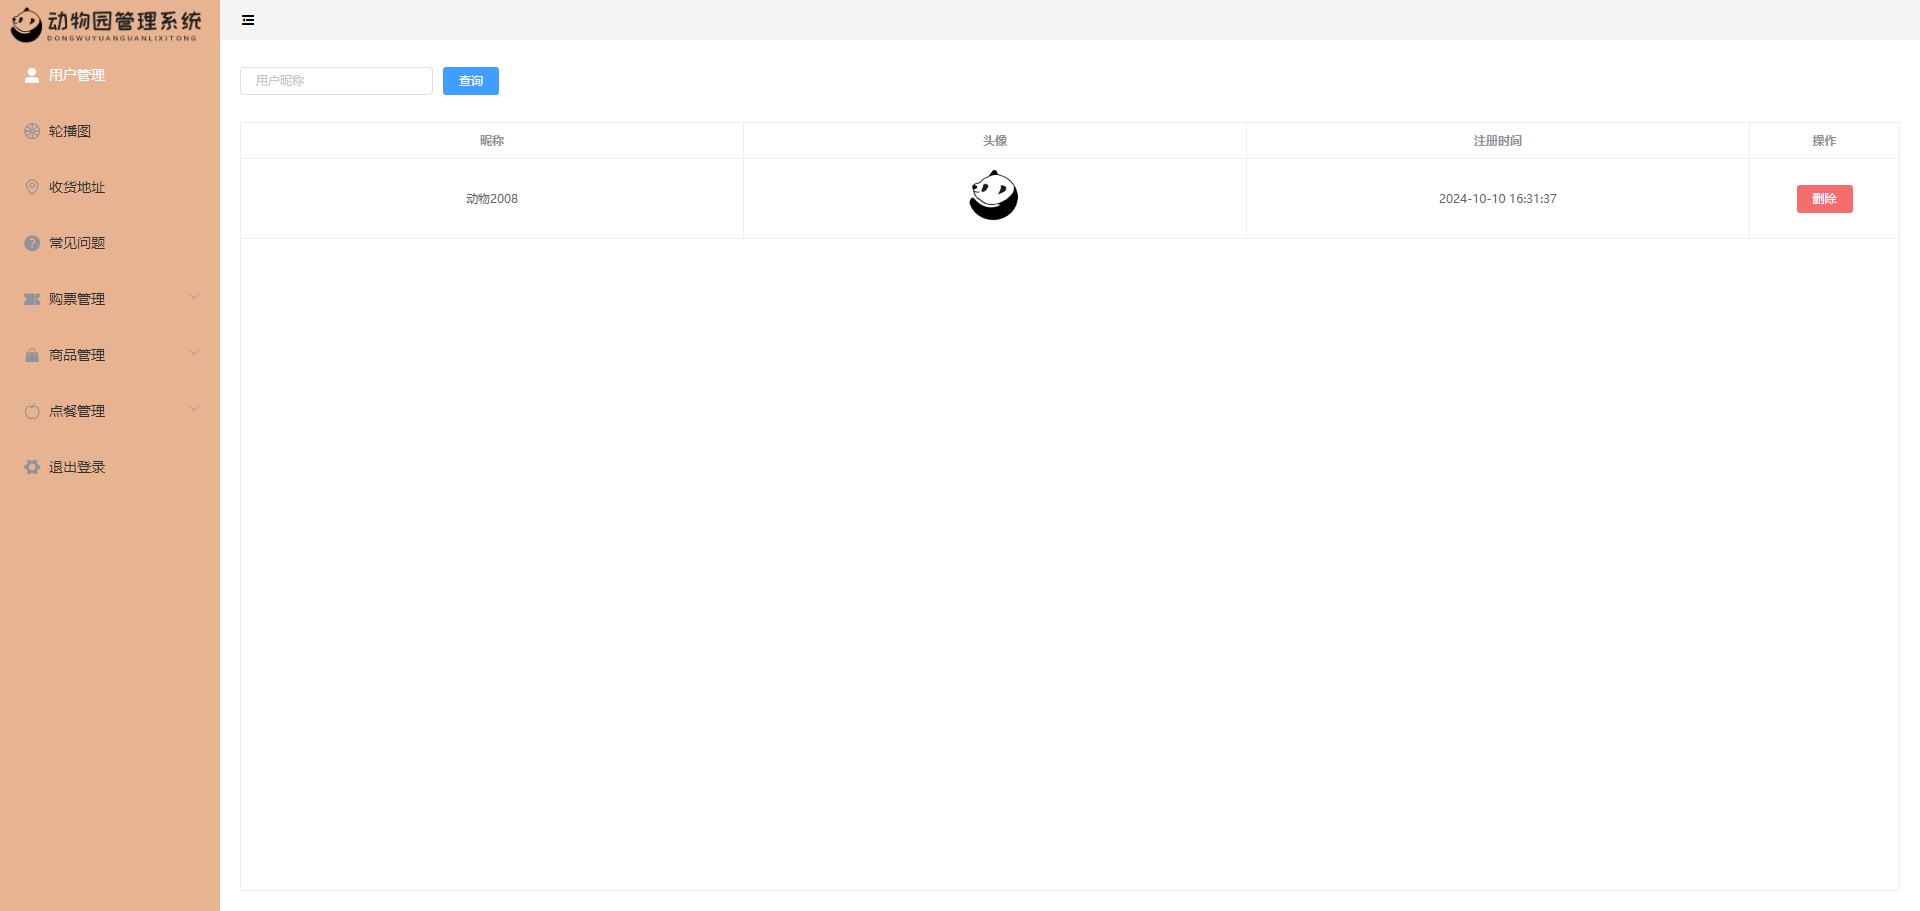 动物园管理系统
DONGWUYUANGUANLIXITONG
用户管理
轮播图
收货地址
常见问题
购票管理
商品管理
点餐管理
退出登录
用户昵称 查询
昵称 头像 注册时间 操作
动物2008 2024-10-10 16:31:37 删除